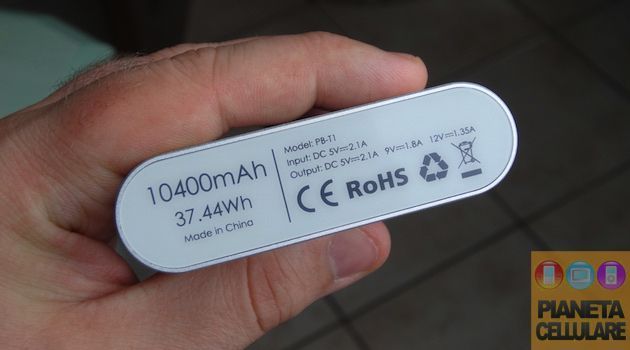 10400mAh
37.44Wh
Made in China
Model: PB-T1
Input: DC 5V⎓2.1A
Output: DC 5V⎓2.1A 9V⎓1.8A 12V⎓1.35A
CE RoHS
PIANETA
CELLULARE